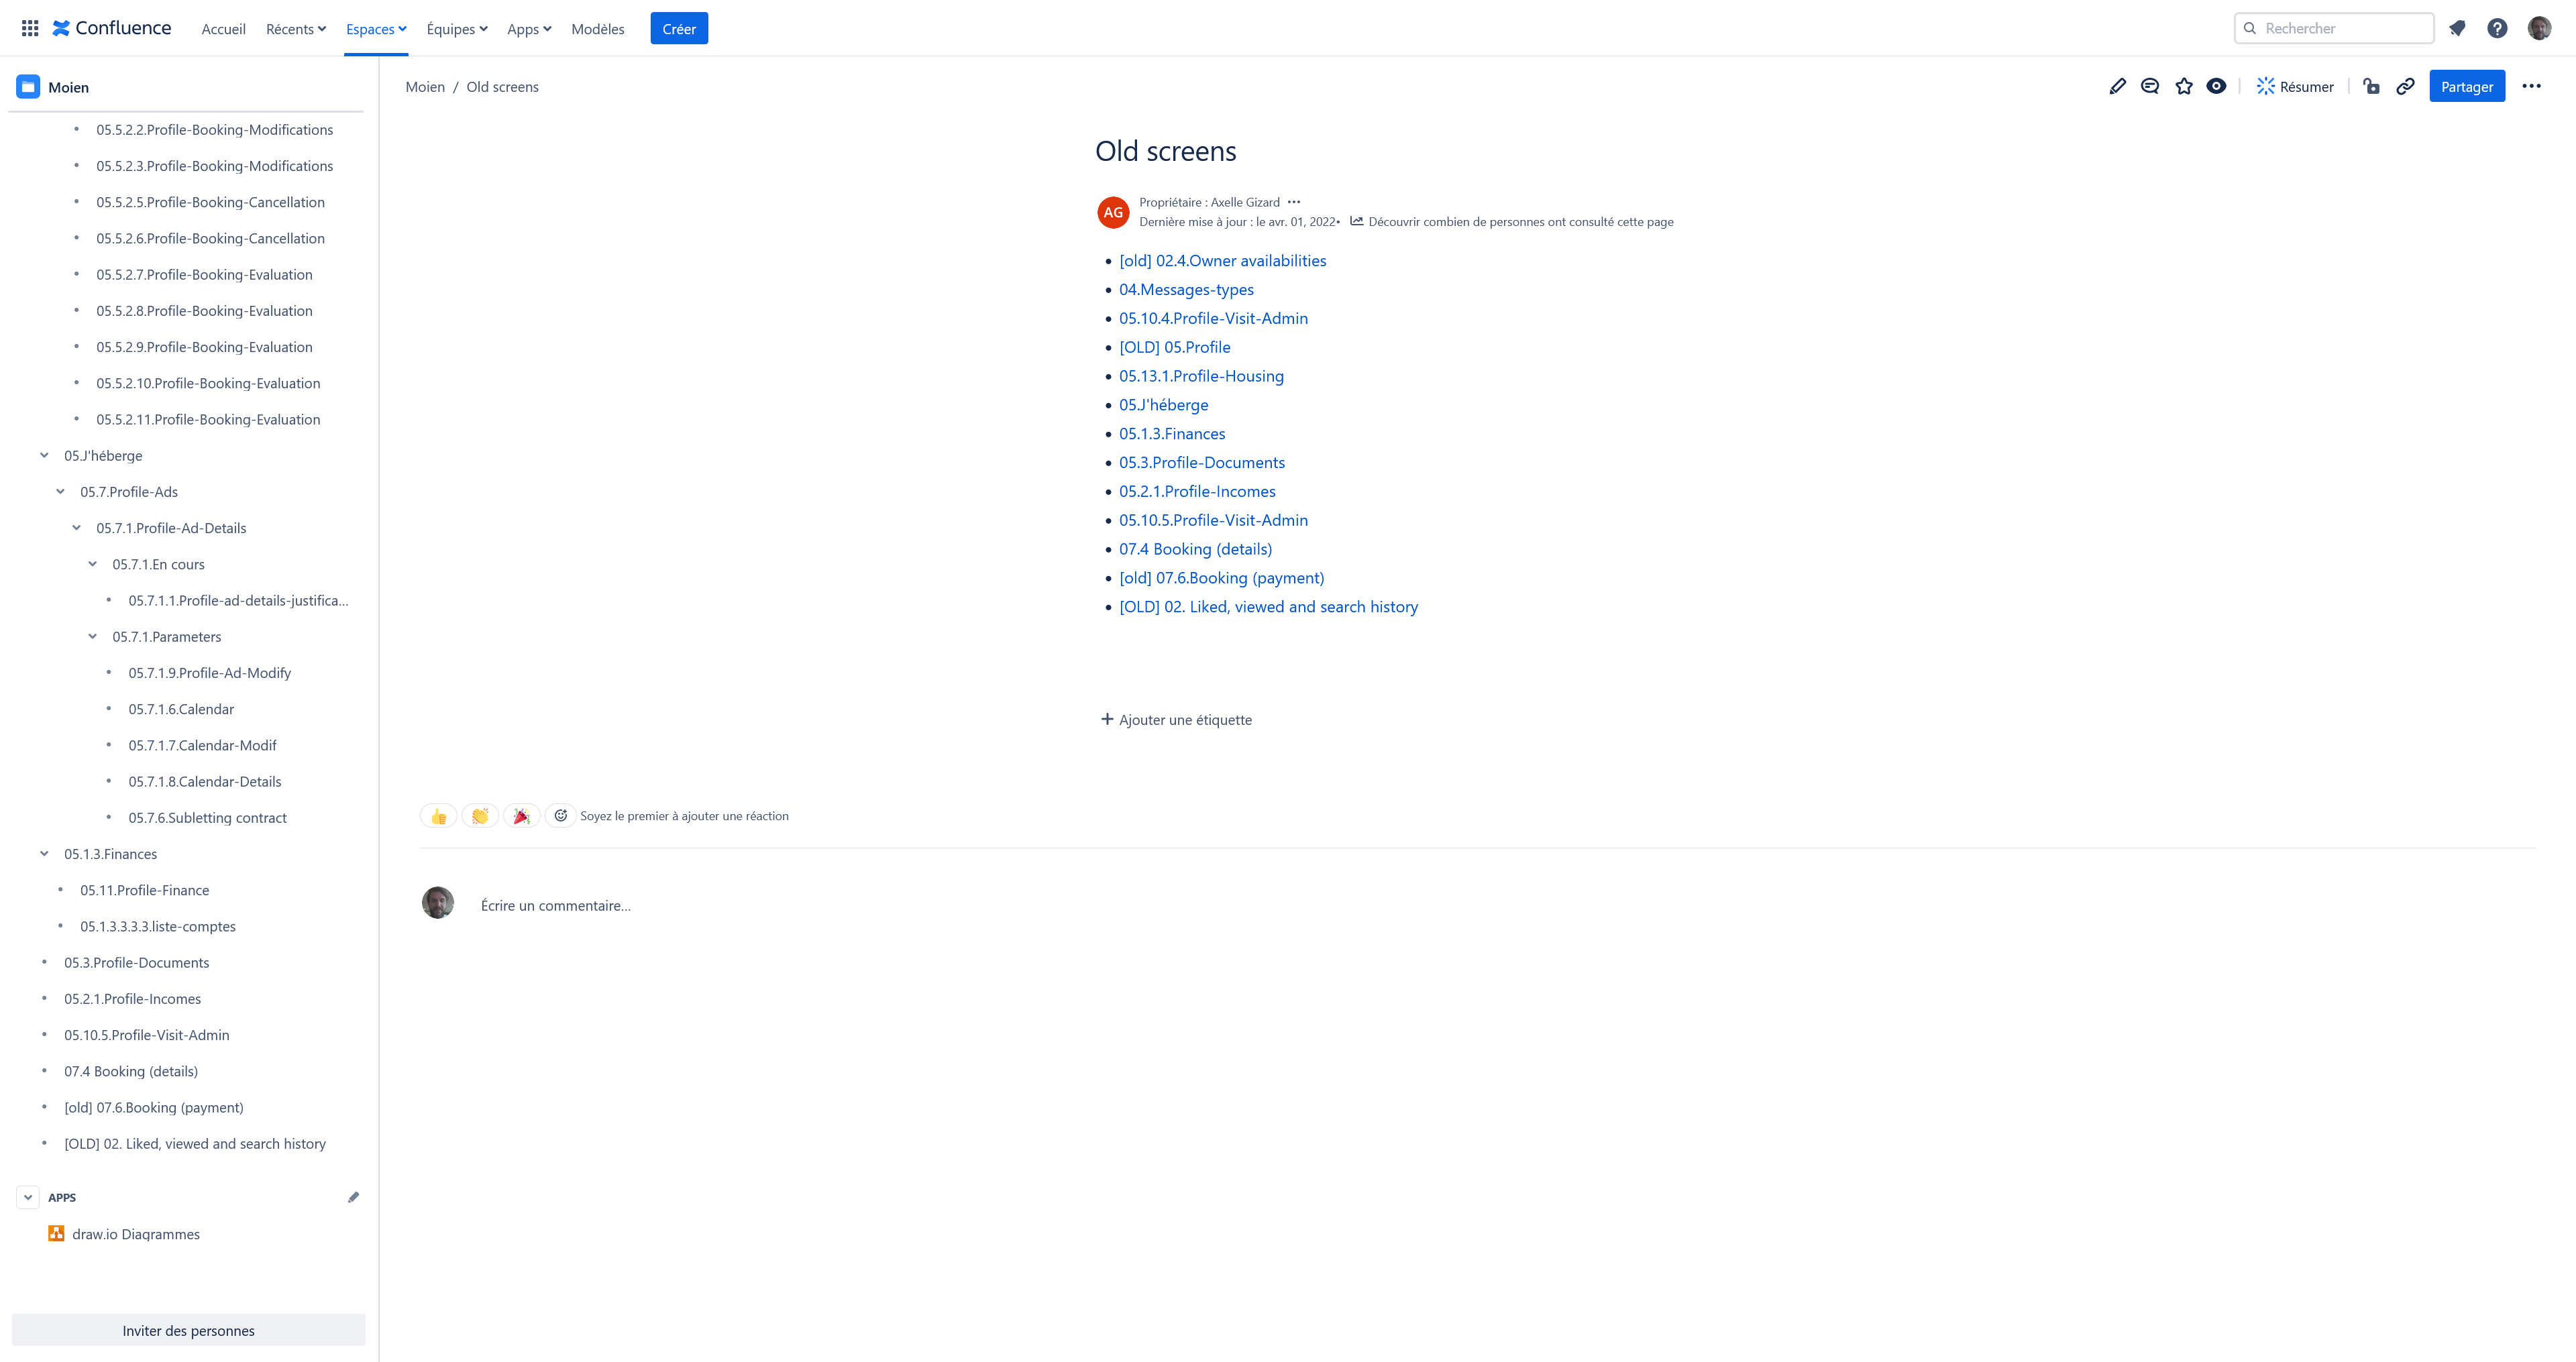 Confluence
Accueil
Récents
Espaces
Équipes
Apps
Modèles
Créer
Rechercher
Moien
05.5.2.2.Profile-Booking-Modifications
05.5.2.3.Profile-Booking-Modifications
05.5.2.5.Profile-Booking-Cancellation
05.5.2.6.Profile-Booking-Cancellation
05.5.2.7.Profile-Booking-Evaluation
05.5.2.8.Profile-Booking-Evaluation
05.5.2.9.Profile-Booking-Evaluation
05.5.2.10.Profile-Booking-Evaluation
05.5.2.11.Profile-Booking-Evaluation
05.J'héberge
05.7.Profile-Ads
05.7.1.Profile-Ad-Details
05.7.1.En cours
05.7.1.1.Profile-ad-details-justifica...
05.7.1.Parameters
05.7.1.9.Profile-Ad-Modify
05.7.1.6.Calendar
05.7.1.7.Calendar-Modif
05.7.1.8.Calendar-Details
05.7.6.Subletting contract
05.1.3.Finances
05.11.Profile-Finance
05.1.3.3.3.3.liste-comptes
05.3.Profile-Documents
05.2.1.Profile-Incomes
05.10.5.Profile-Visit-Admin
07.4 Booking (details)
[old] 07.6.Booking (payment)
[OLD] 02. Liked, viewed and search history
APPS
draw.io Diagrammes
Inviter des personnes
Moien / Old screens
Résumer
Partager
Old screens
AG
Propriétaire : Axelle Gizard
Dernière mise à jour : le avr. 01, 2022• Découvrir combien de personnes ont consulté cette page
• [old] 02.4.Owner availabilities
• 04.Messages-types
• 05.10.4.Profile-Visit-Admin
• [OLD] 05.Profile
• 05.13.1.Profile-Housing
• 05.J'héberge
• 05.1.3.Finances
• 05.3.Profile-Documents
• 05.2.1.Profile-Incomes
• 05.10.5.Profile-Visit-Admin
• 07.4 Booking (details)
• [old] 07.6.Booking (payment)
• [OLD] 02. Liked, viewed and search history
Ajouter une étiquette
Soyez le premier à ajouter une réaction
Écrire un commentaire...